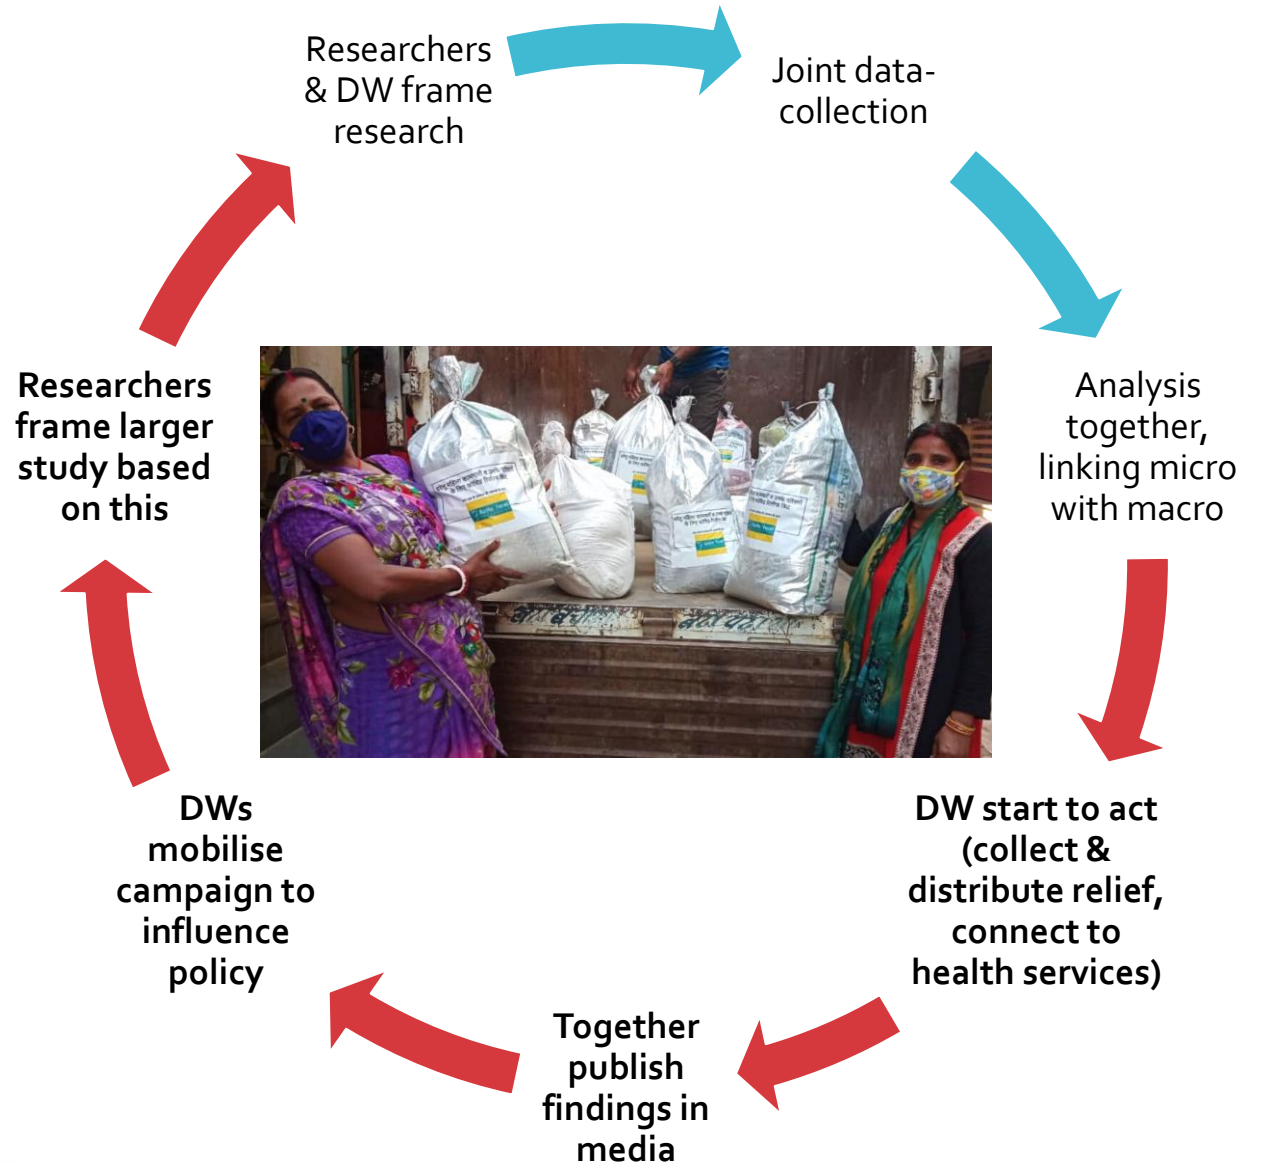 Researchers
& DW frame
research
Joint data-
collection
Analysis
together,
linking micro
with macro
DW start to act
(collect &
distribute relief,
connect to
health services)
Together
publish
findings in
media
DWs
mobilise
campaign to
influence
policy
Researchers
frame larger
study based
on this